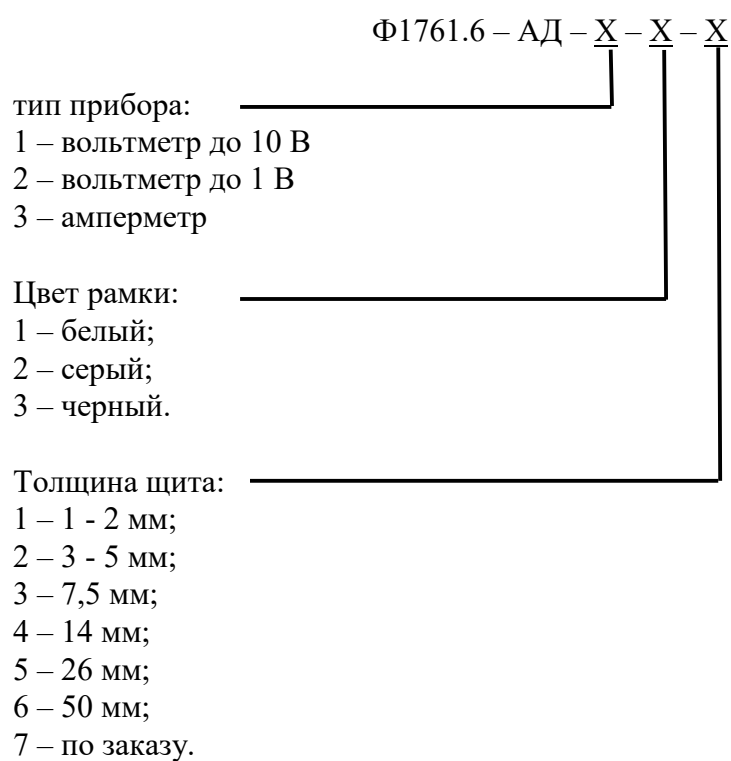 Ф1761.6 – АД – Х – Х – Х
тип прибора:
1 – вольтметр до 10 В
2 – вольтметр до 1 В
3 – амперметр
Цвет рамки:
1 – белый;
2 – серый;
3 – черный.
Толщина щита:
1 – 1 - 2 мм;
2 – 3 - 5 мм;
3 – 7,5 мм;
4 – 14 мм;
5 – 26 мм;
6 – 50 мм;
7 – по заказу.